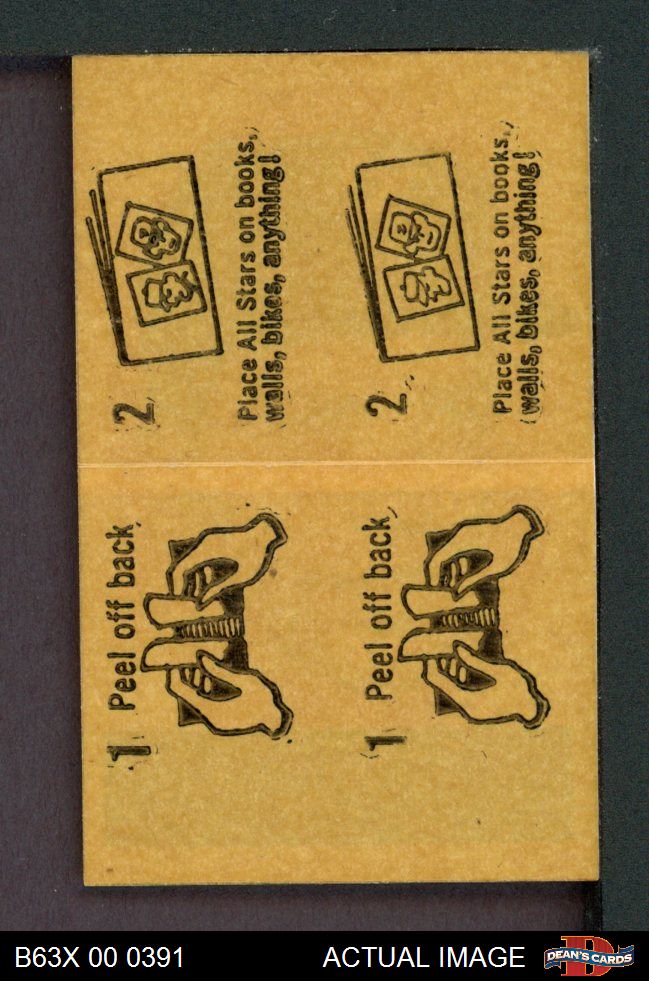 1 Peel off back
2
Place All Stars on books,
walls, bikes, anything!
1 Peel off back
2
Place All Stars on books,
walls, bikes, anything!
B63X 00 0391
ACTUAL IMAGE
DEAN'S CARDS